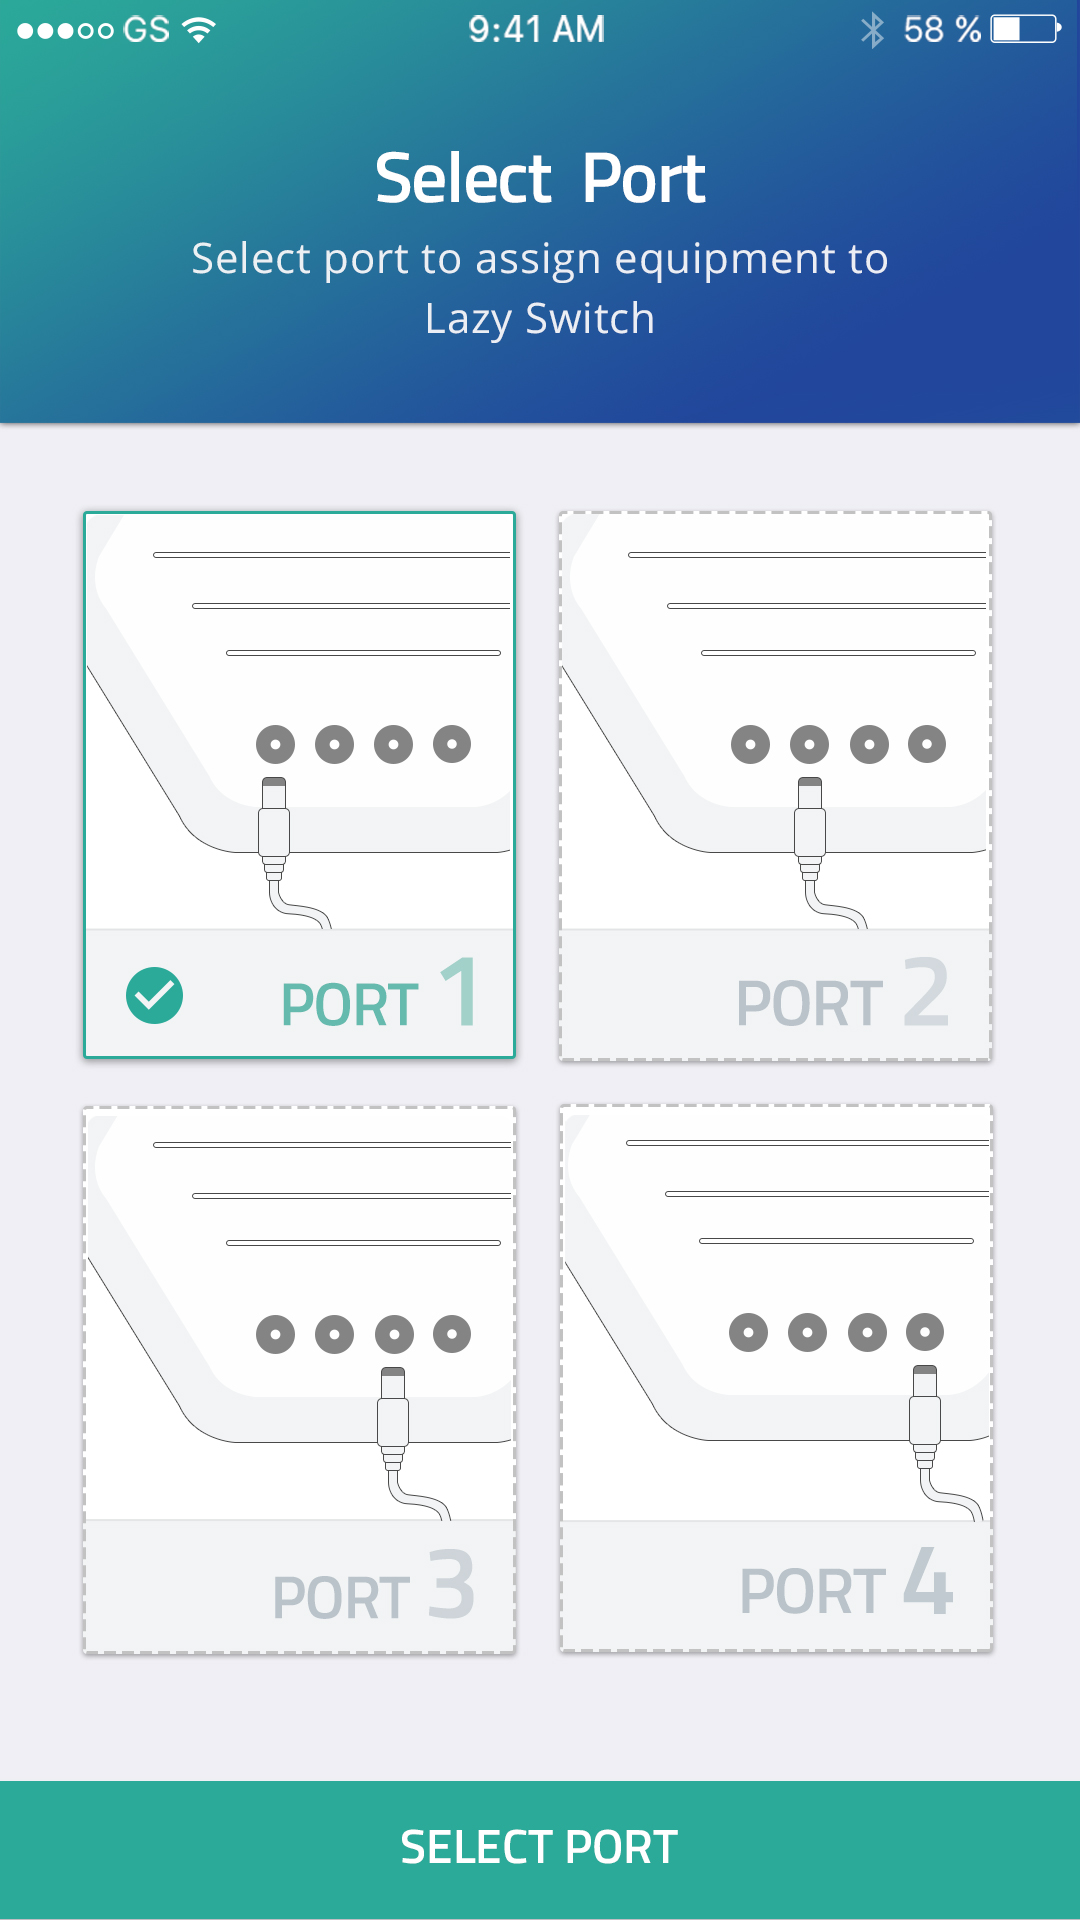 GS 9:41 AM 58 %
Select Port
Select port to assign equipment to
Lazy Switch
PORT 1
PORT 2
PORT 3
PORT 4
SELECT PORT